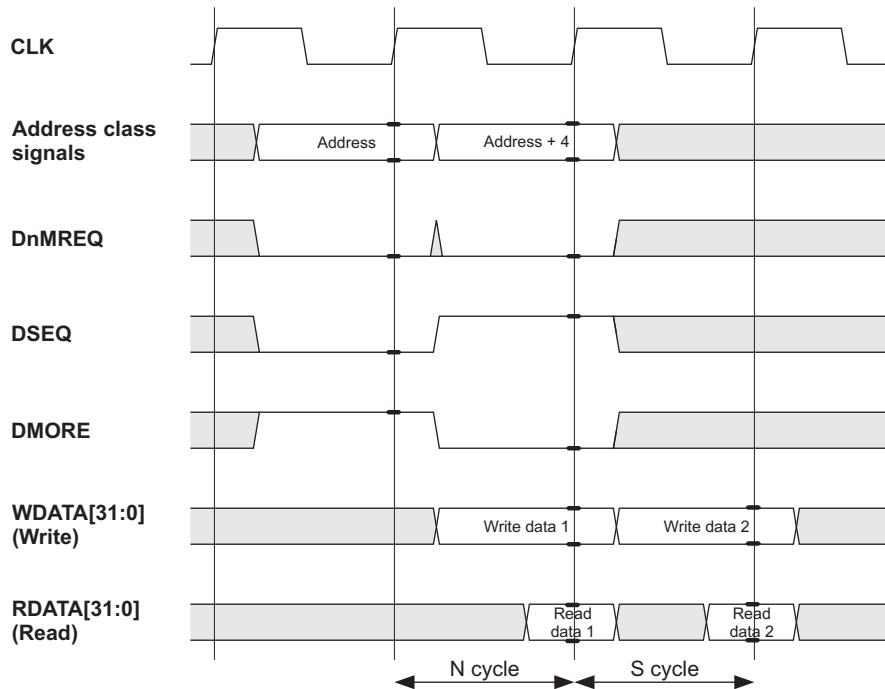 CLK
Address class
signals
Address
Address + 4
DnMREQ
DSEQ
DMORE
WDATA[31:0]
(Write)
Write data 1
Write data 2
RDATA[31:0]
(Read)
Read
data 1
Read
data 2
N cycle
S cycle